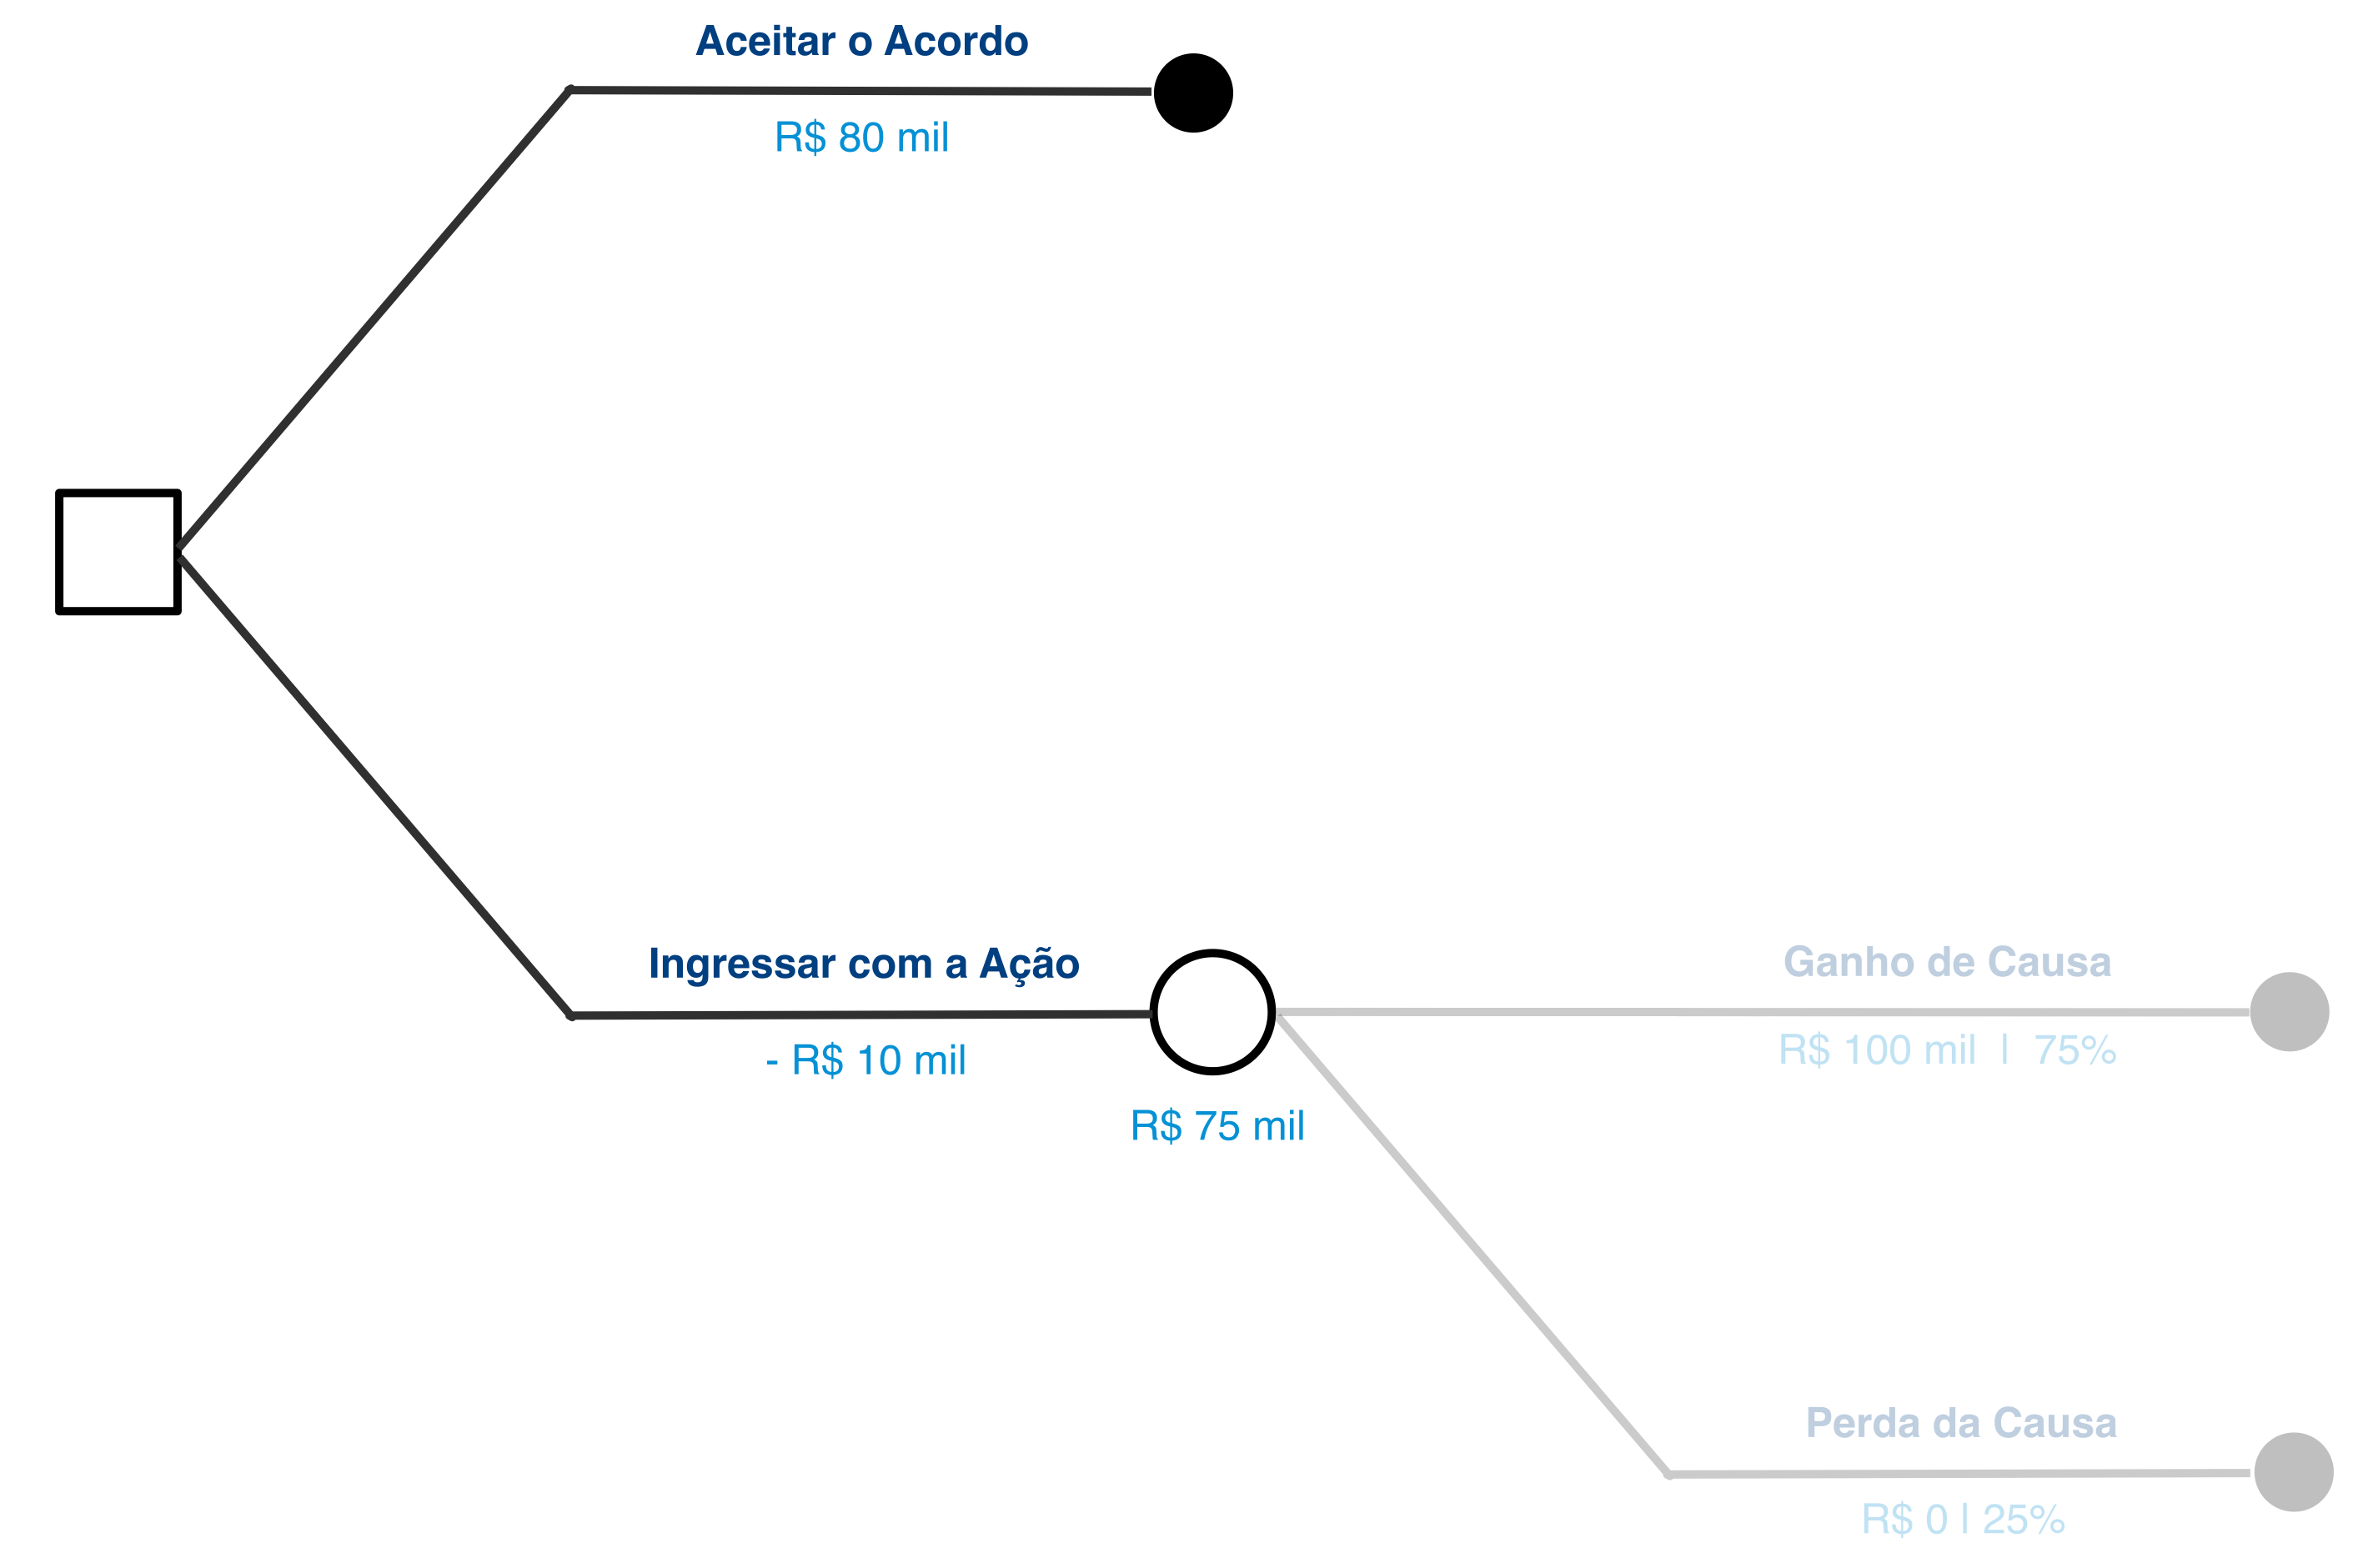 Aceitar o Acordo
R$ 80 mil
Ingressar com a Ação
- R$ 10 mil
R$ 75 mil
Ganho de Causa
R$ 100 mil | 75%
Perda da Causa
R$ 0 | 25%